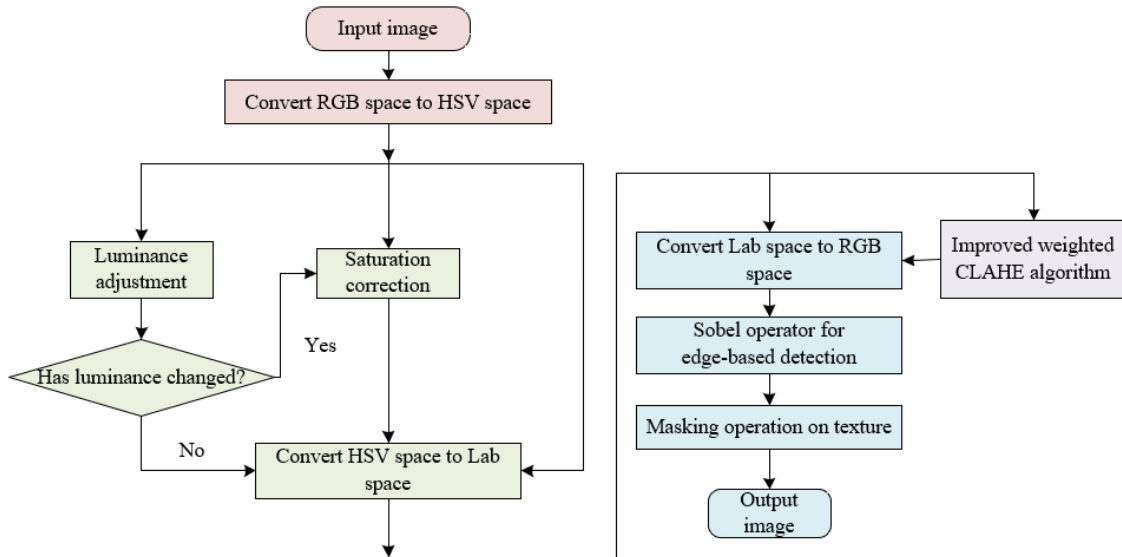 Input image
Convert RGB space to HSV space
Luminance
adjustment
Saturation
correction
Has luminance changed?
Yes
No
Convert HSV space to Lab
space
Convert Lab space to RGB
space
Improved weighted
CLAHE algorithm
Sobel operator for
edge-based detection
Masking operation on texture
Output
image